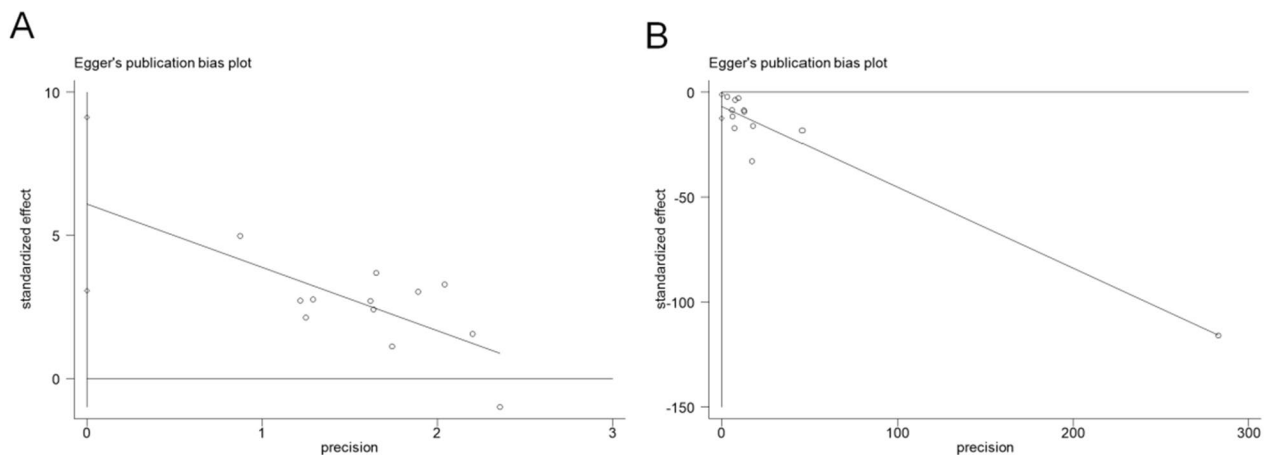 A
Egger's publication bias plot
10
5
0
standardized effect
0
1
2
3
precision
B
Egger's publication bias plot
0
-50
-100
-150
standardized effect
0
100
200
300
precision